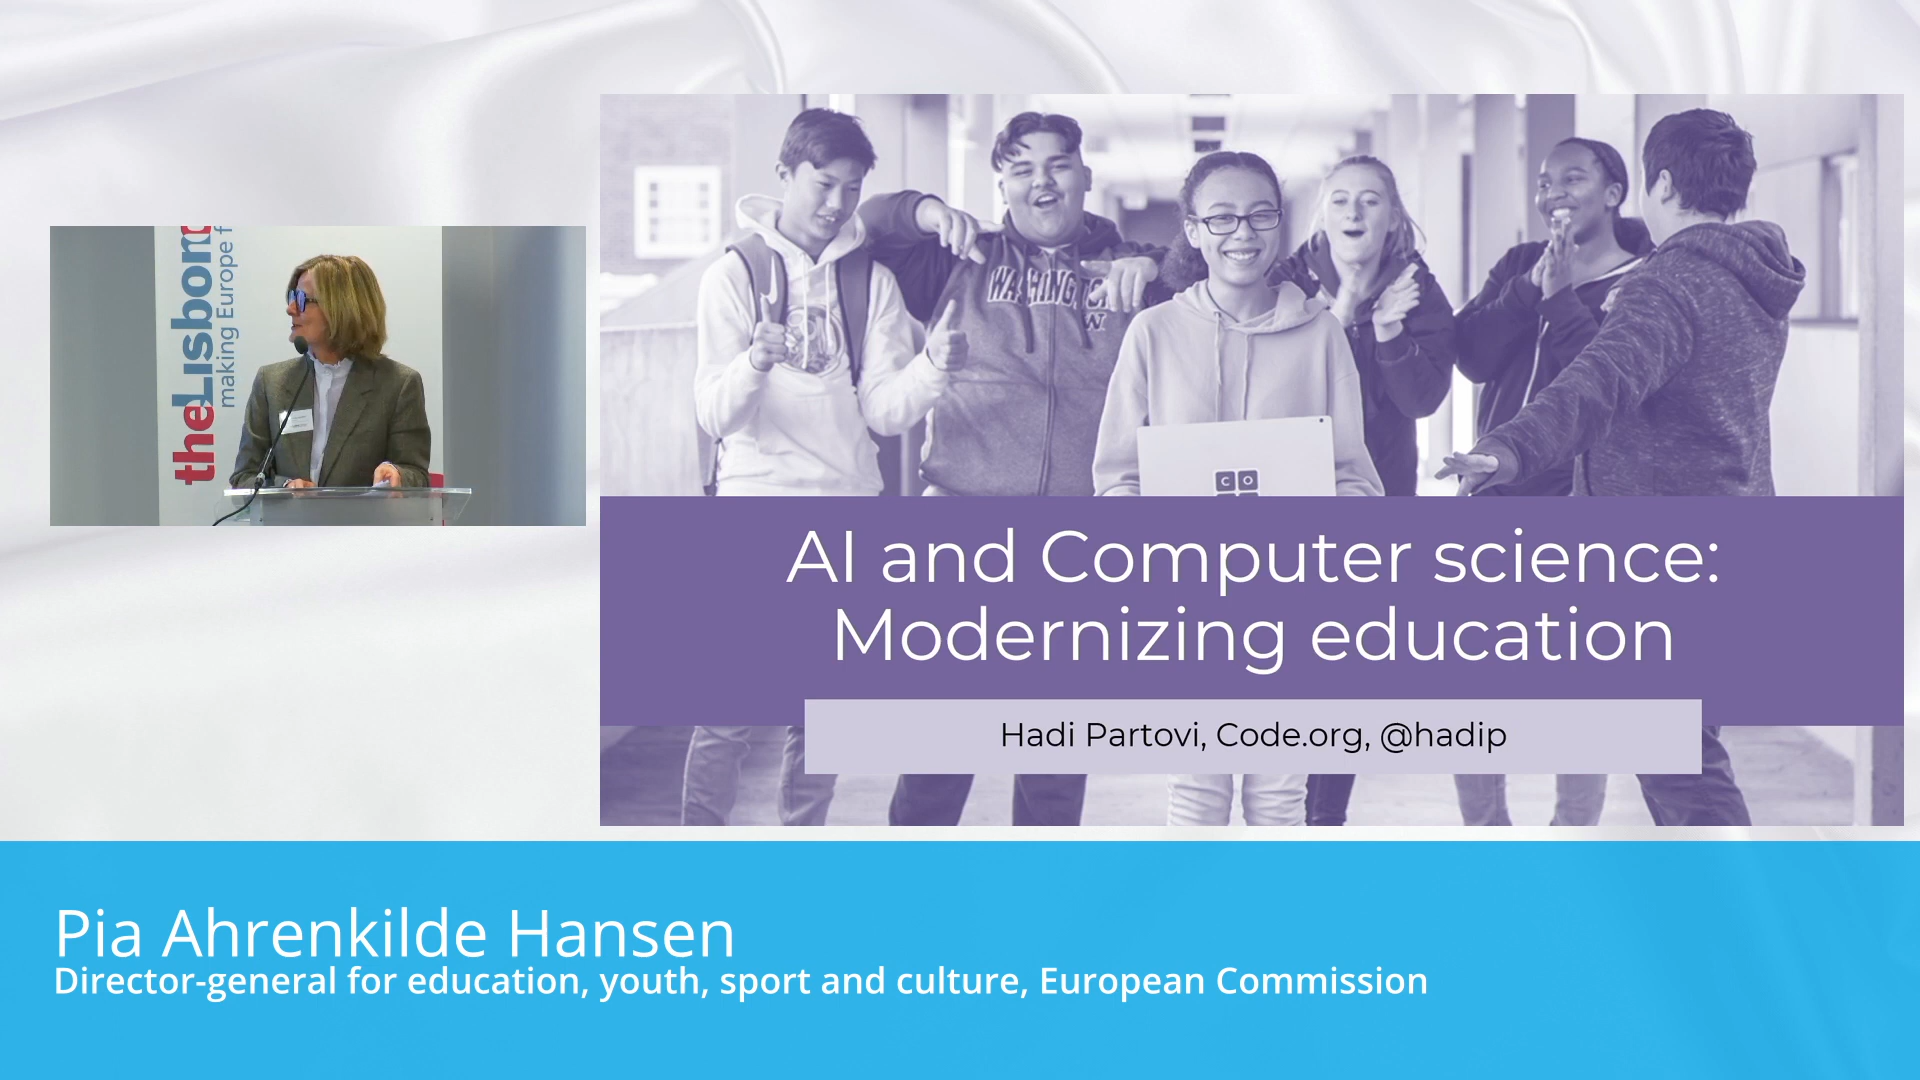 theLisbon
making Europe f
WASHINGTON
W
C O
AI and Computer science:
Modernizing education
Hadi Partovi, Code.org, @hadip
Pia Ahrenkilde Hansen
Director-general for education, youth, sport and culture, European Commission